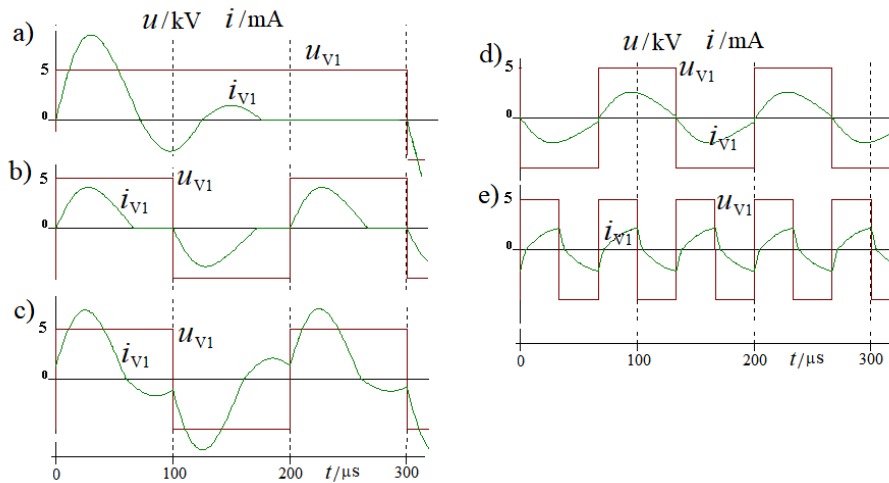 a)
u/kV i/mA
u_V1
5
i_V1
0
b)
5
u_V1
i_V1
0
c)
5
u_V1
i_V1
0
0 100 200 t/μs 300
d)
u/kV i/mA
5
u_V1
0
i_V1
e)
5
u_V1
i_V1
0
0 100 200 t/μs 300